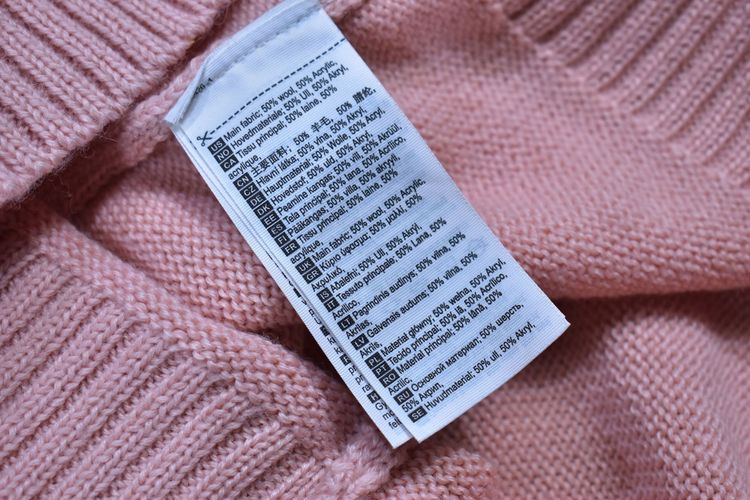 US Main fabric; 50% wool, 50% Acrylic,
NO Hovedmateriale; 50% Ull, 50% Akryl,
CA Tissu principal; 50% laine, 50%
acrylique,
CN 主要面料: 50% 羊毛, 50% 腈纶,
CZ Hlavní látka; 50% vlna, 50% Akryl,
DE Hauptmaterial; 50% Wolle, 50% Acryl,
DK Hovedstof; 50% uld, 50% Akryl,
EE Peamine kangas; 50% vill, 50% Akrüül,
ES Tela principal; 50% lana, 50% Acrílico,
FI Pääkangas; 50% villa, 50% akryyli,
FR Tissu principal; 50% laine, 50%
acrylique,
UK Main fabric; 50% wool, 50% Acrylic,
GR Κύριο ύφασμα; 50% μαλλί, 50%
Ακρυλικό,
IS Aðalefni; 50% Ull, 50% Akrýl,
IT Tessuto principale; 50% Lana, 50%
Acrilico,
LT Pagrindinis audinys; 50% vilna, 50%
Akrilas,
LV Galvenais audums; 50% vilna, 50%
Akrils,
PL Materiał główny; 50% wełna, 50% Akryl,
PT Tecido principal; 50% lã, 50% Acrílico,
RO Material principal; 50% lână, 50%
Acrilic,
RU Основной материал; 50% шерсть,
50% Акрил,
SE Huvudmaterial; 50% ull, 50% Akryl,